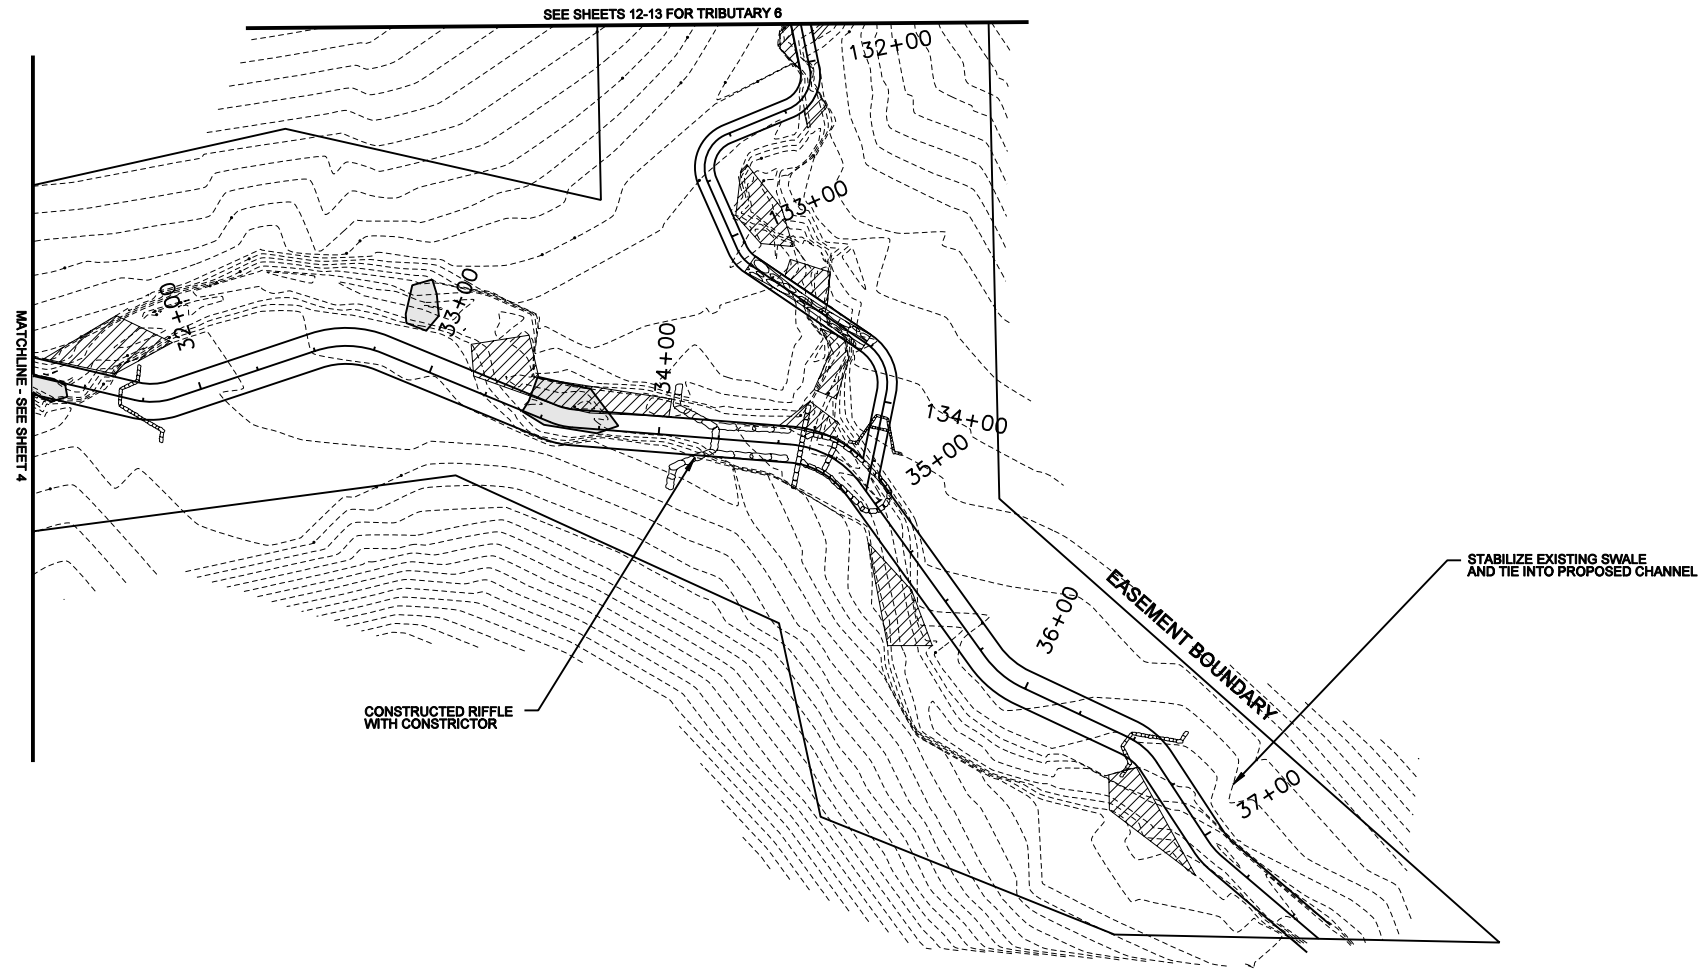 SEE SHEETS 12-13 FOR TRIBUTARY 6
132+00
133+00
32+00
33+00
34+00
MATCHLINE - SEE SHEET 4
134+00
35+00
STABILIZE EXISTING SWALE
AND TIE INTO PROPOSED CHANNEL
EASEMENT BOUNDARY
36+00
CONSTRUCTED RIFFLE
WITH CONSTRICTOR
37+00